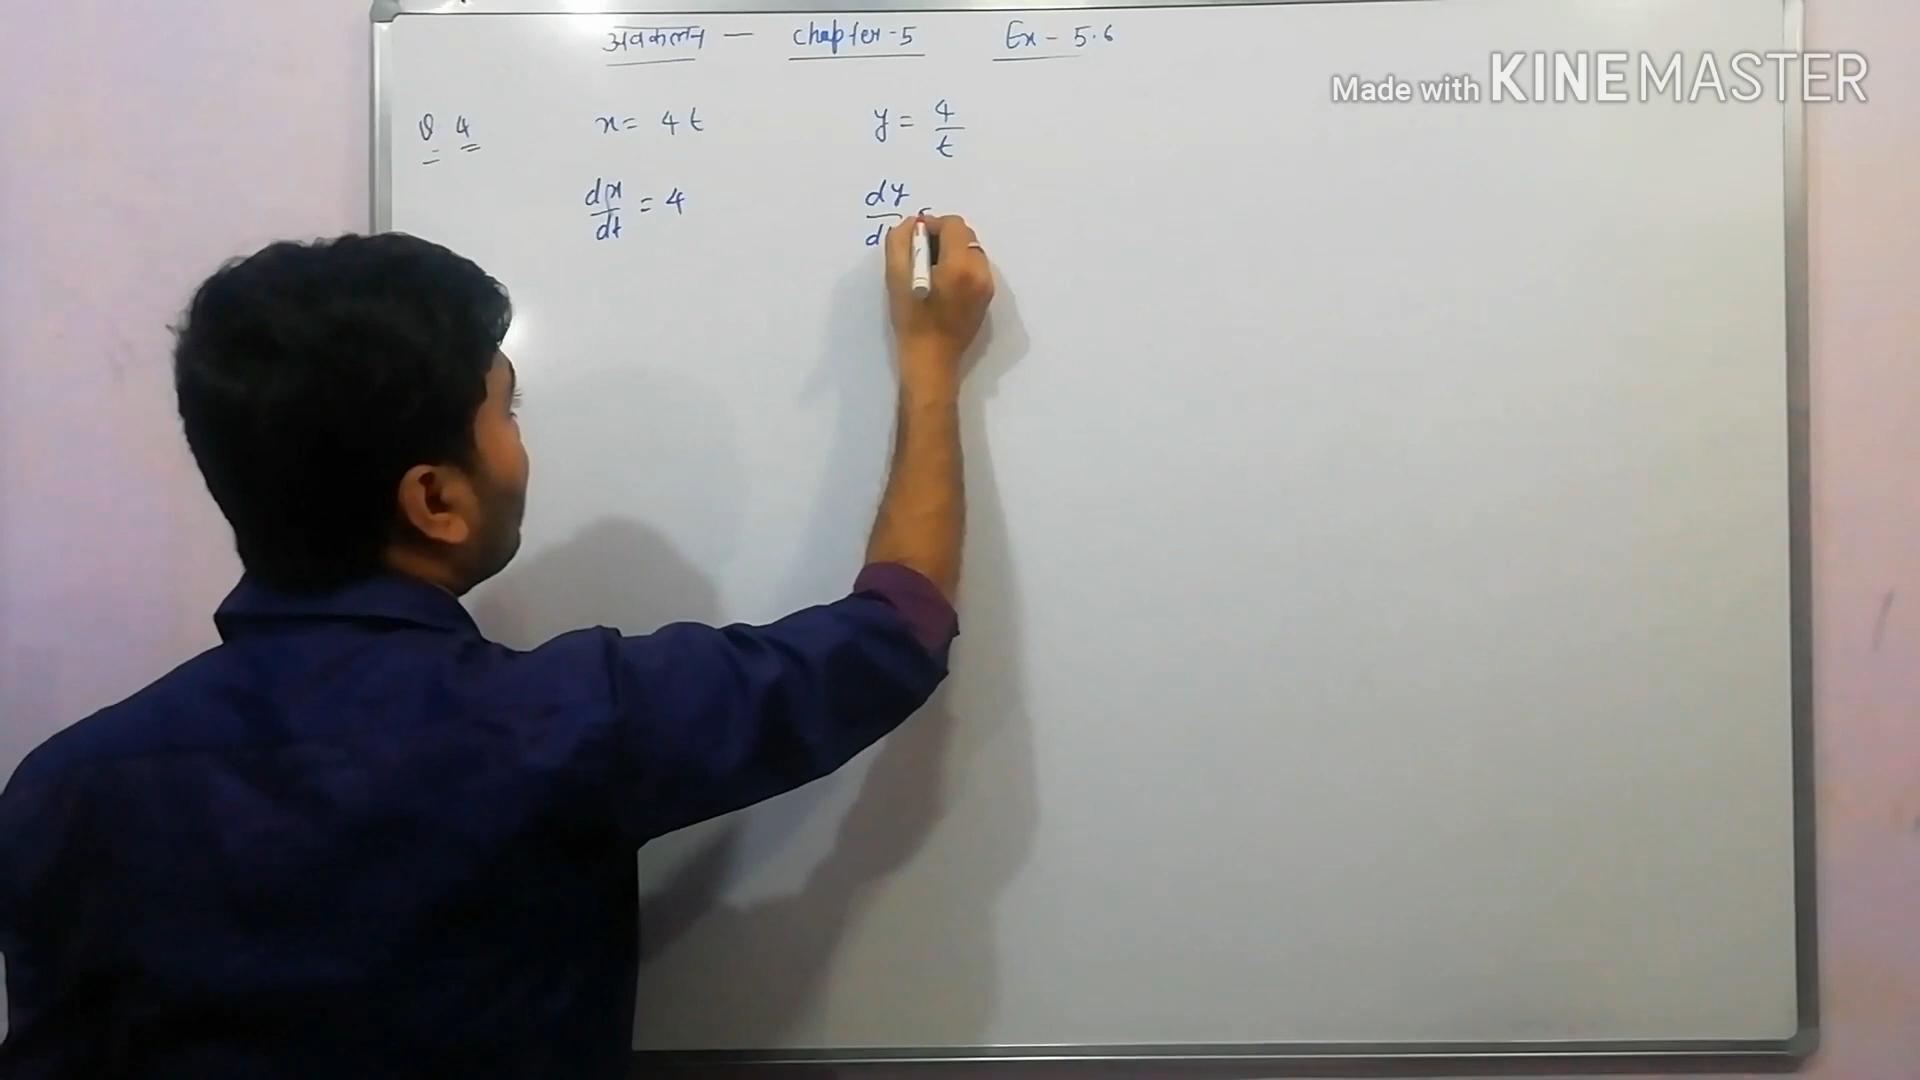 अवकलन — Chapter-5 Ex - 5.6
Made with KINEMASTER
Q 4 x = 4t y = 4/t
dx/dt = 4 dy/dt